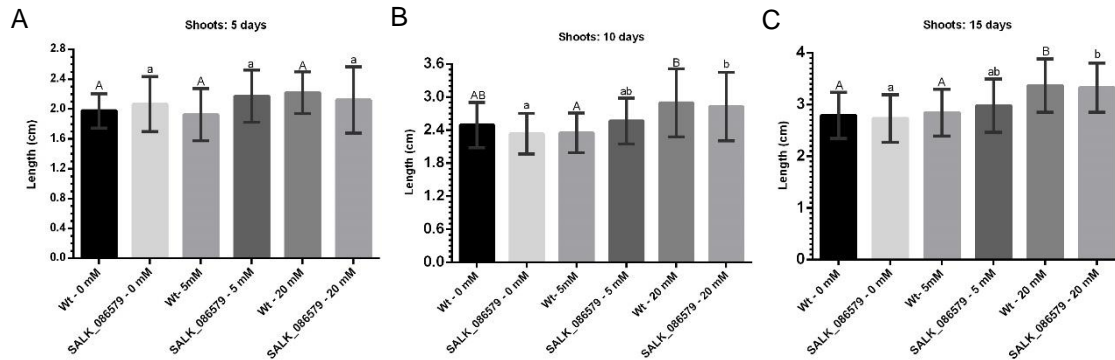 A
Shoots: 5 days
Length (cm)
2.8
2.4
2.0
1.6
1.2
0.8
0.4
0.0
A
a
A
a
A
a
Wt - 0 mM
SALK_086579 - 0 mM
Wt- 5mM
SALK_086579 - 5 mM
Wt - 20 mM
SALK_086579 - 20 mM
B
Shoots: 10 days
Length (cm)
3.6
3.0
2.4
1.8
1.2
0.6
0.0
AB
a
A
ab
B
b
Wt - 0 mM
SALK_086579 - 0 mM
Wt- 5mM
SALK_086579 - 5 mM
Wt - 20 mM
SALK_086579 - 20 mM
C
Shoots: 15 days
Length (cm)
4
3
2
1
0
A
a
A
ab
B
b
Wt - 0 mM
SALK_086579 - 0 mM
Wt- 5mM
SALK_086579 - 5 mM
Wt - 20 mM
SALK_086579 - 20 mM